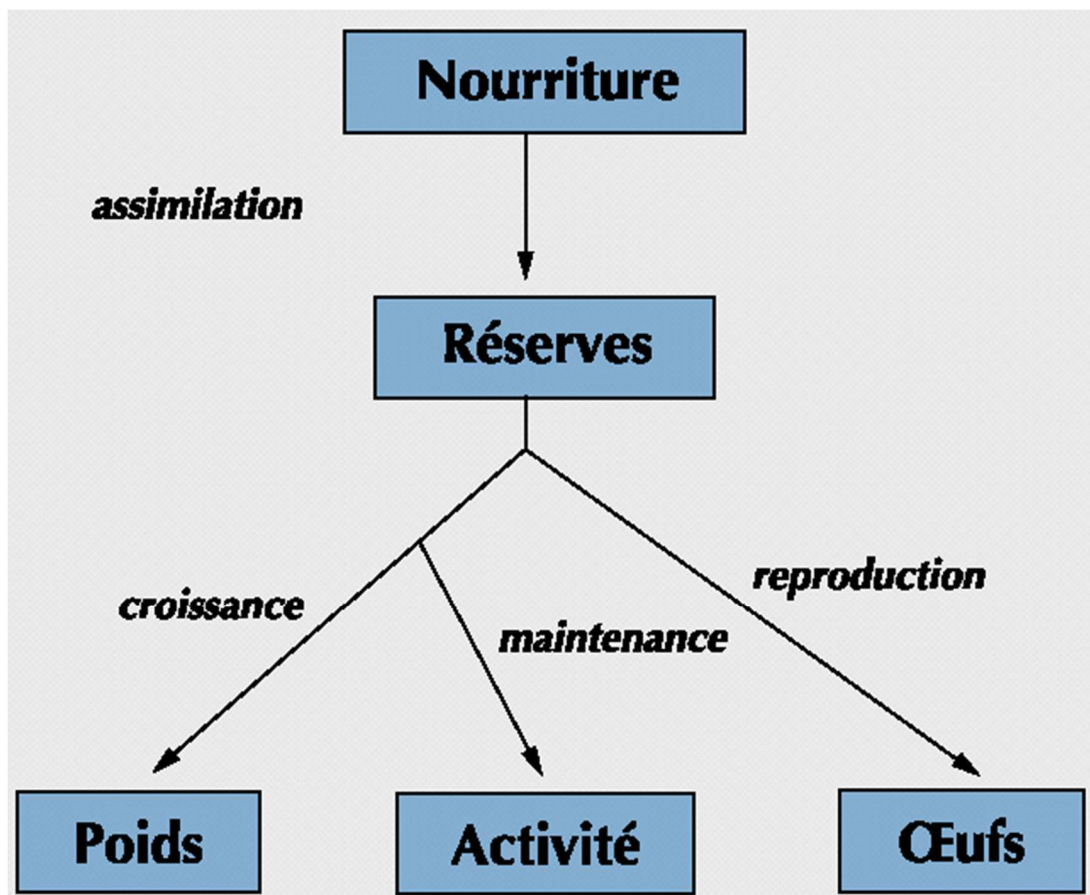 Nourriture
assimilation
Réserves
reproduction
croissance
maintenance
Poids
Activité
Œufs